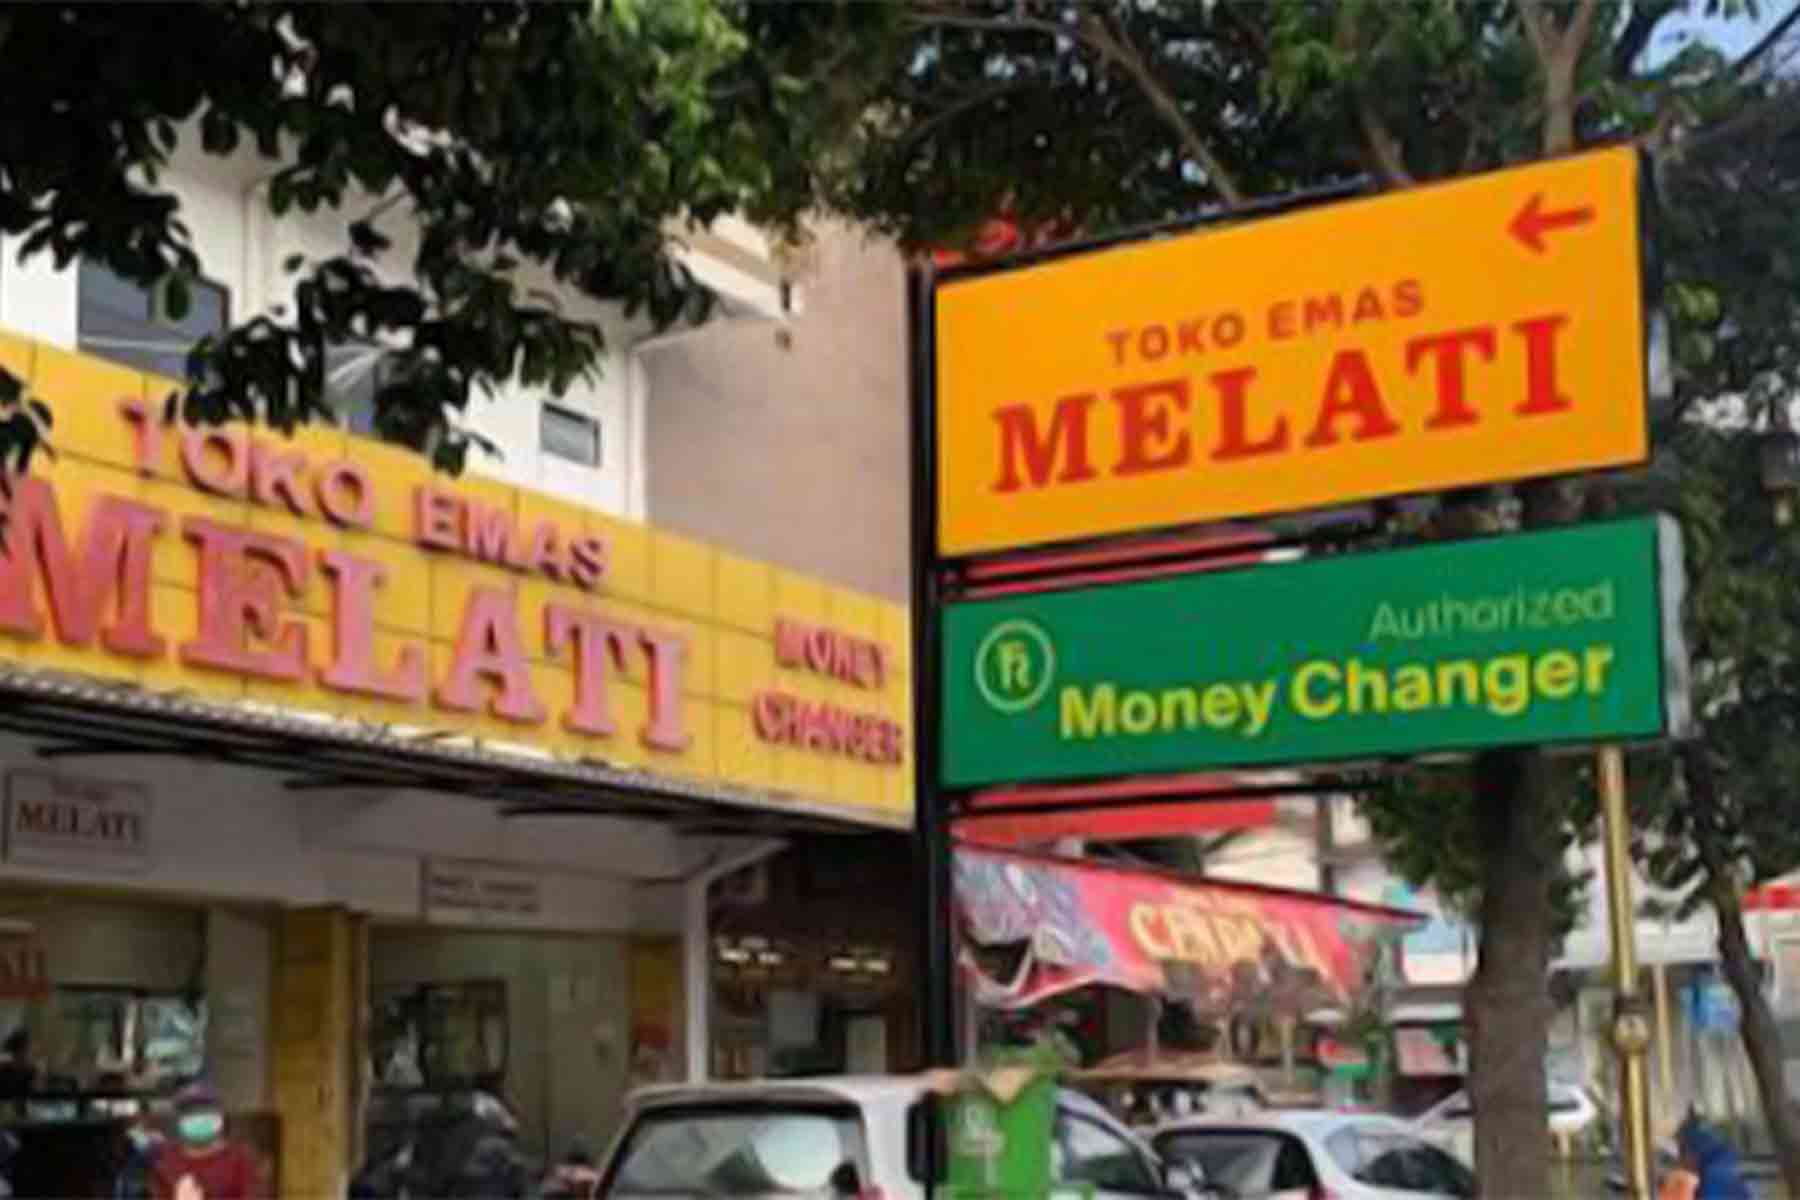 TOKO EMAS
MELATI
MONEY
CHANGER
MELATI
TOKO EMAS
MELATI
Authorized
Money Changer